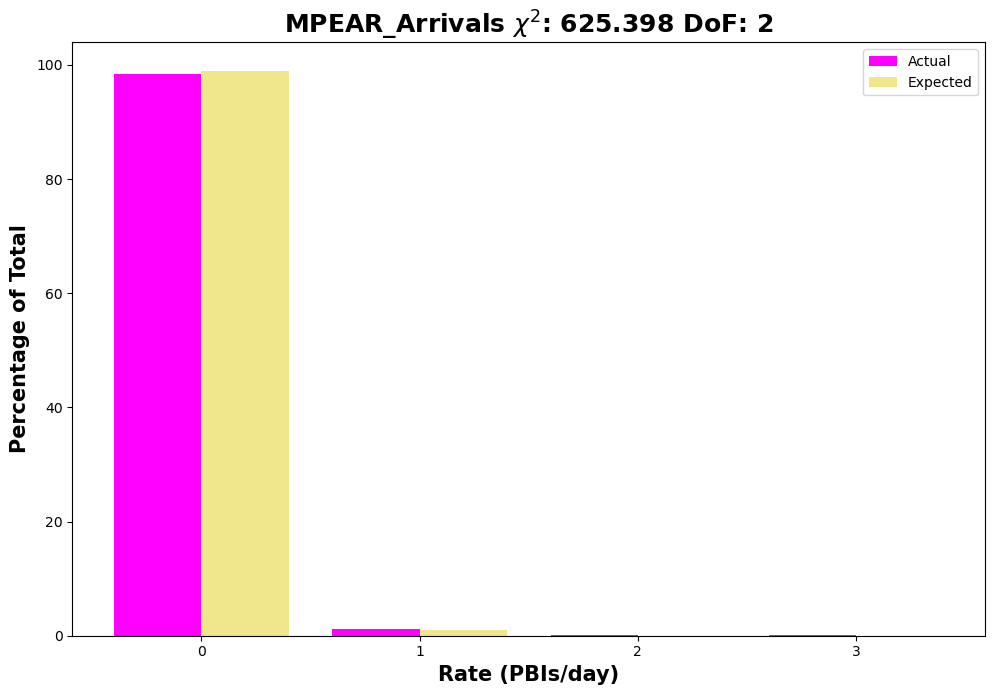 MPEAR_Arrivals χ²: 625.398 DoF: 2
Actual
Expected
Percentage of Total
100
80
60
40
20
0
0 1 2 3
Rate (PBIs/day)